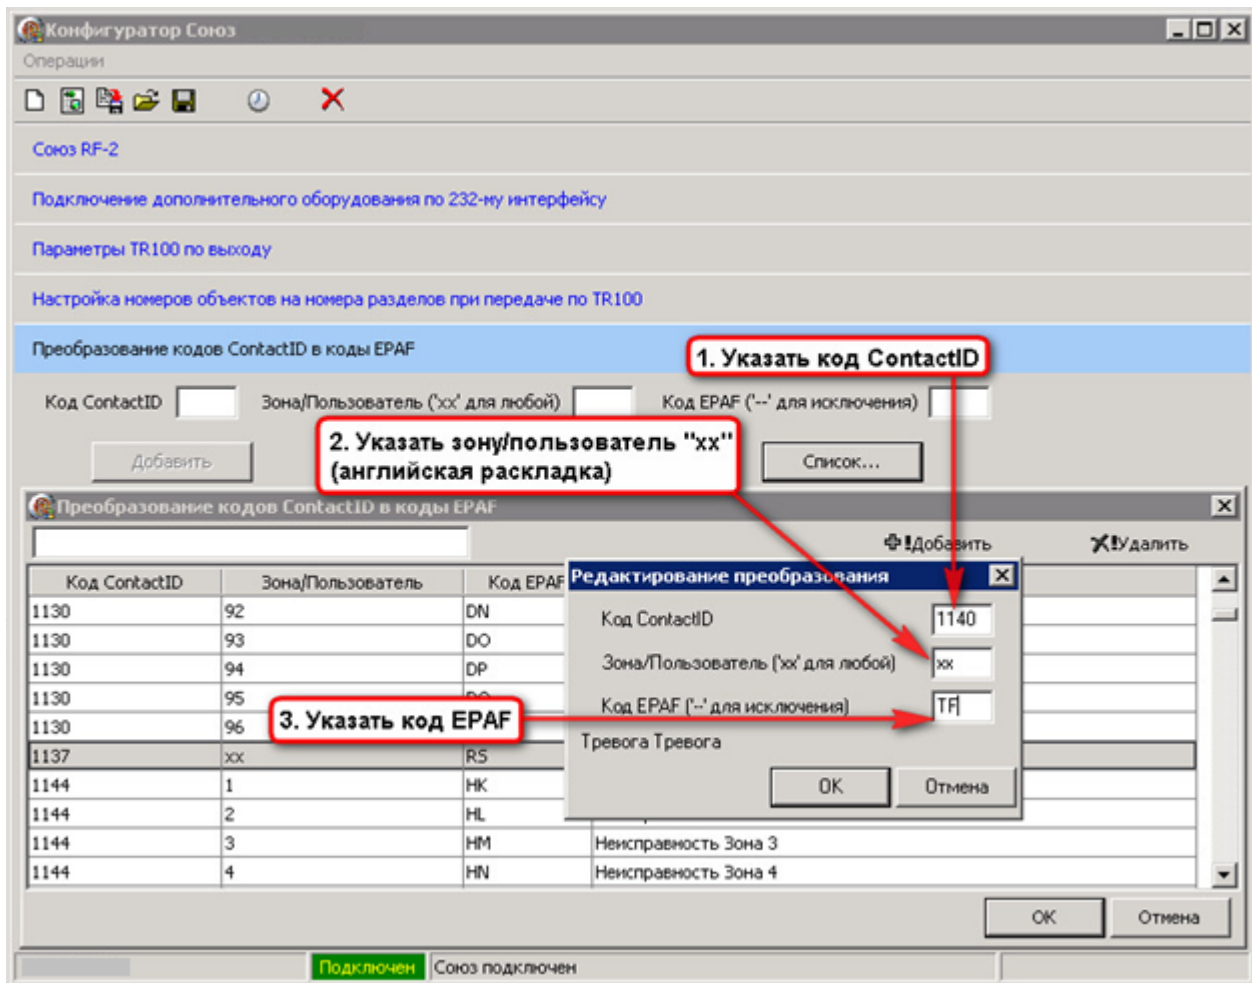 Конфигуратор Союз
Операции
Союз RF-2
Подключение дополнительного оборудования по 232-му интерфейсу
Параметры TR100 по выходу
Настройка номеров объектов на номера разделов при передаче по TR100
Преобразование кодов ContactID в коды EPAF
1. Указать код ContactID
Код ContactID Зона/Пользователь ('xx' для любой) Код EPAF ('--' для исключения)
2. Указать зону/пользователь "xx"
(английская раскладка)
Добавить Список...
Преобразование кодов ContactID в коды EPAF
Добавить Удалить
Код ContactID Зона/Пользователь Код EPAF
Редактирование преобразования
1130 92 DN
Код ContactID 1140
1130 93 DO
1130 94 DP
Зона/Пользователь ('xx' для любой) xx
1130 95
Код EPAF ('--' для исключения) TF
3. Указать код EPAF
1130 96
Тревога Тревога
1137 xx RS
1144 1 HK
OK Отмена
1144 2 HL
1144 3 HM Неисправность Зона 3
1144 4 HN Неисправность Зона 4
OK Отмена
Подключен Союз подключен